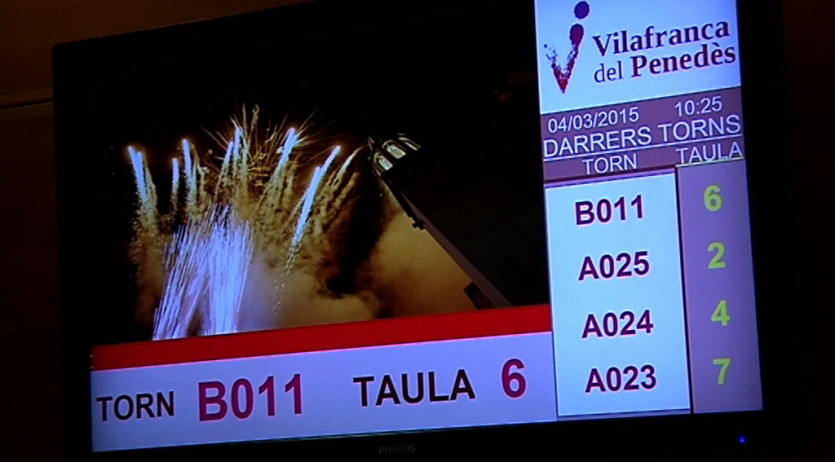 Vilafranca
del Penedès
04/03/2015 10:25
DARRERS TORNS
TORN TAULA
B011 6
A025 2
A024 4
A023 7
TORN B011 TAULA 6
PHILIPS